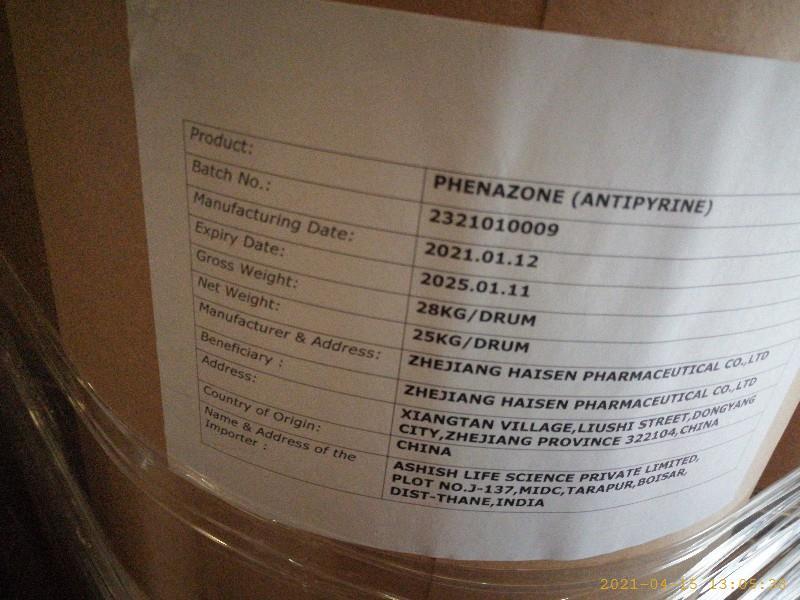 Product: PHENAZONE (ANTIPYRINE)
Batch No.: 2321010009
Manufacturing Date: 2021.01.12
Expiry Date: 2025.01.11
Gross Weight: 28KG/DRUM
Net Weight: 25KG/DRUM
Manufacturer & Address: ZHEJIANG HAISEN PHARMACEUTICAL CO.,LTD
Beneficiary : ZHEJIANG HAISEN PHARMACEUTICAL CO.,LTD
Address: XIANGTAN VILLAGE,LIUSHI STREET,DONGYANG
CITY,ZHEJIANG PROVINCE 322104,CHINA
Country of Origin: CHINA
Name & Address of the
Importer :
ASHISH LIFE SCIENCE PRIVATE LIMITED,
PLOT NO.J-137,MIDC,TARAPUR,BOISAR,
DIST-THANE,INDIA
2021-04-15